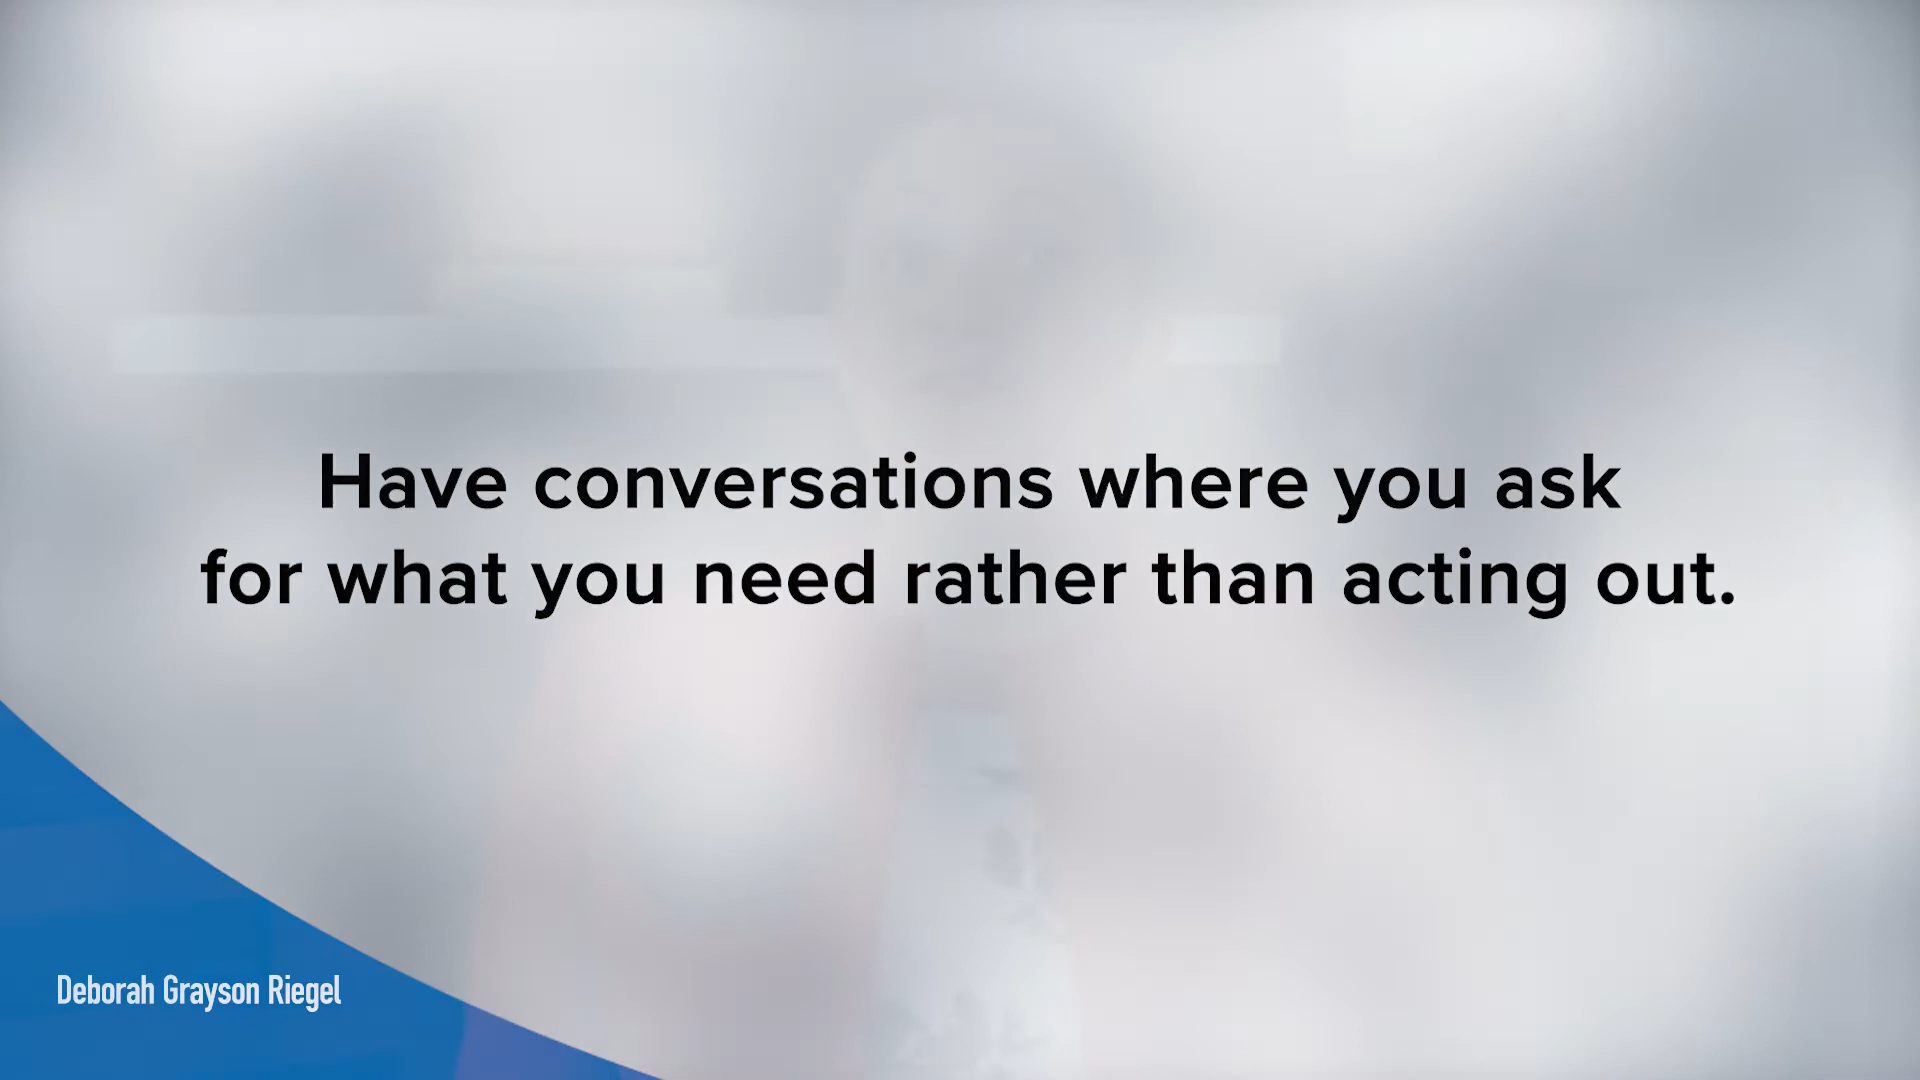 Have conversations where you ask
for what you need rather than acting out.
Deborah Grayson Riegel